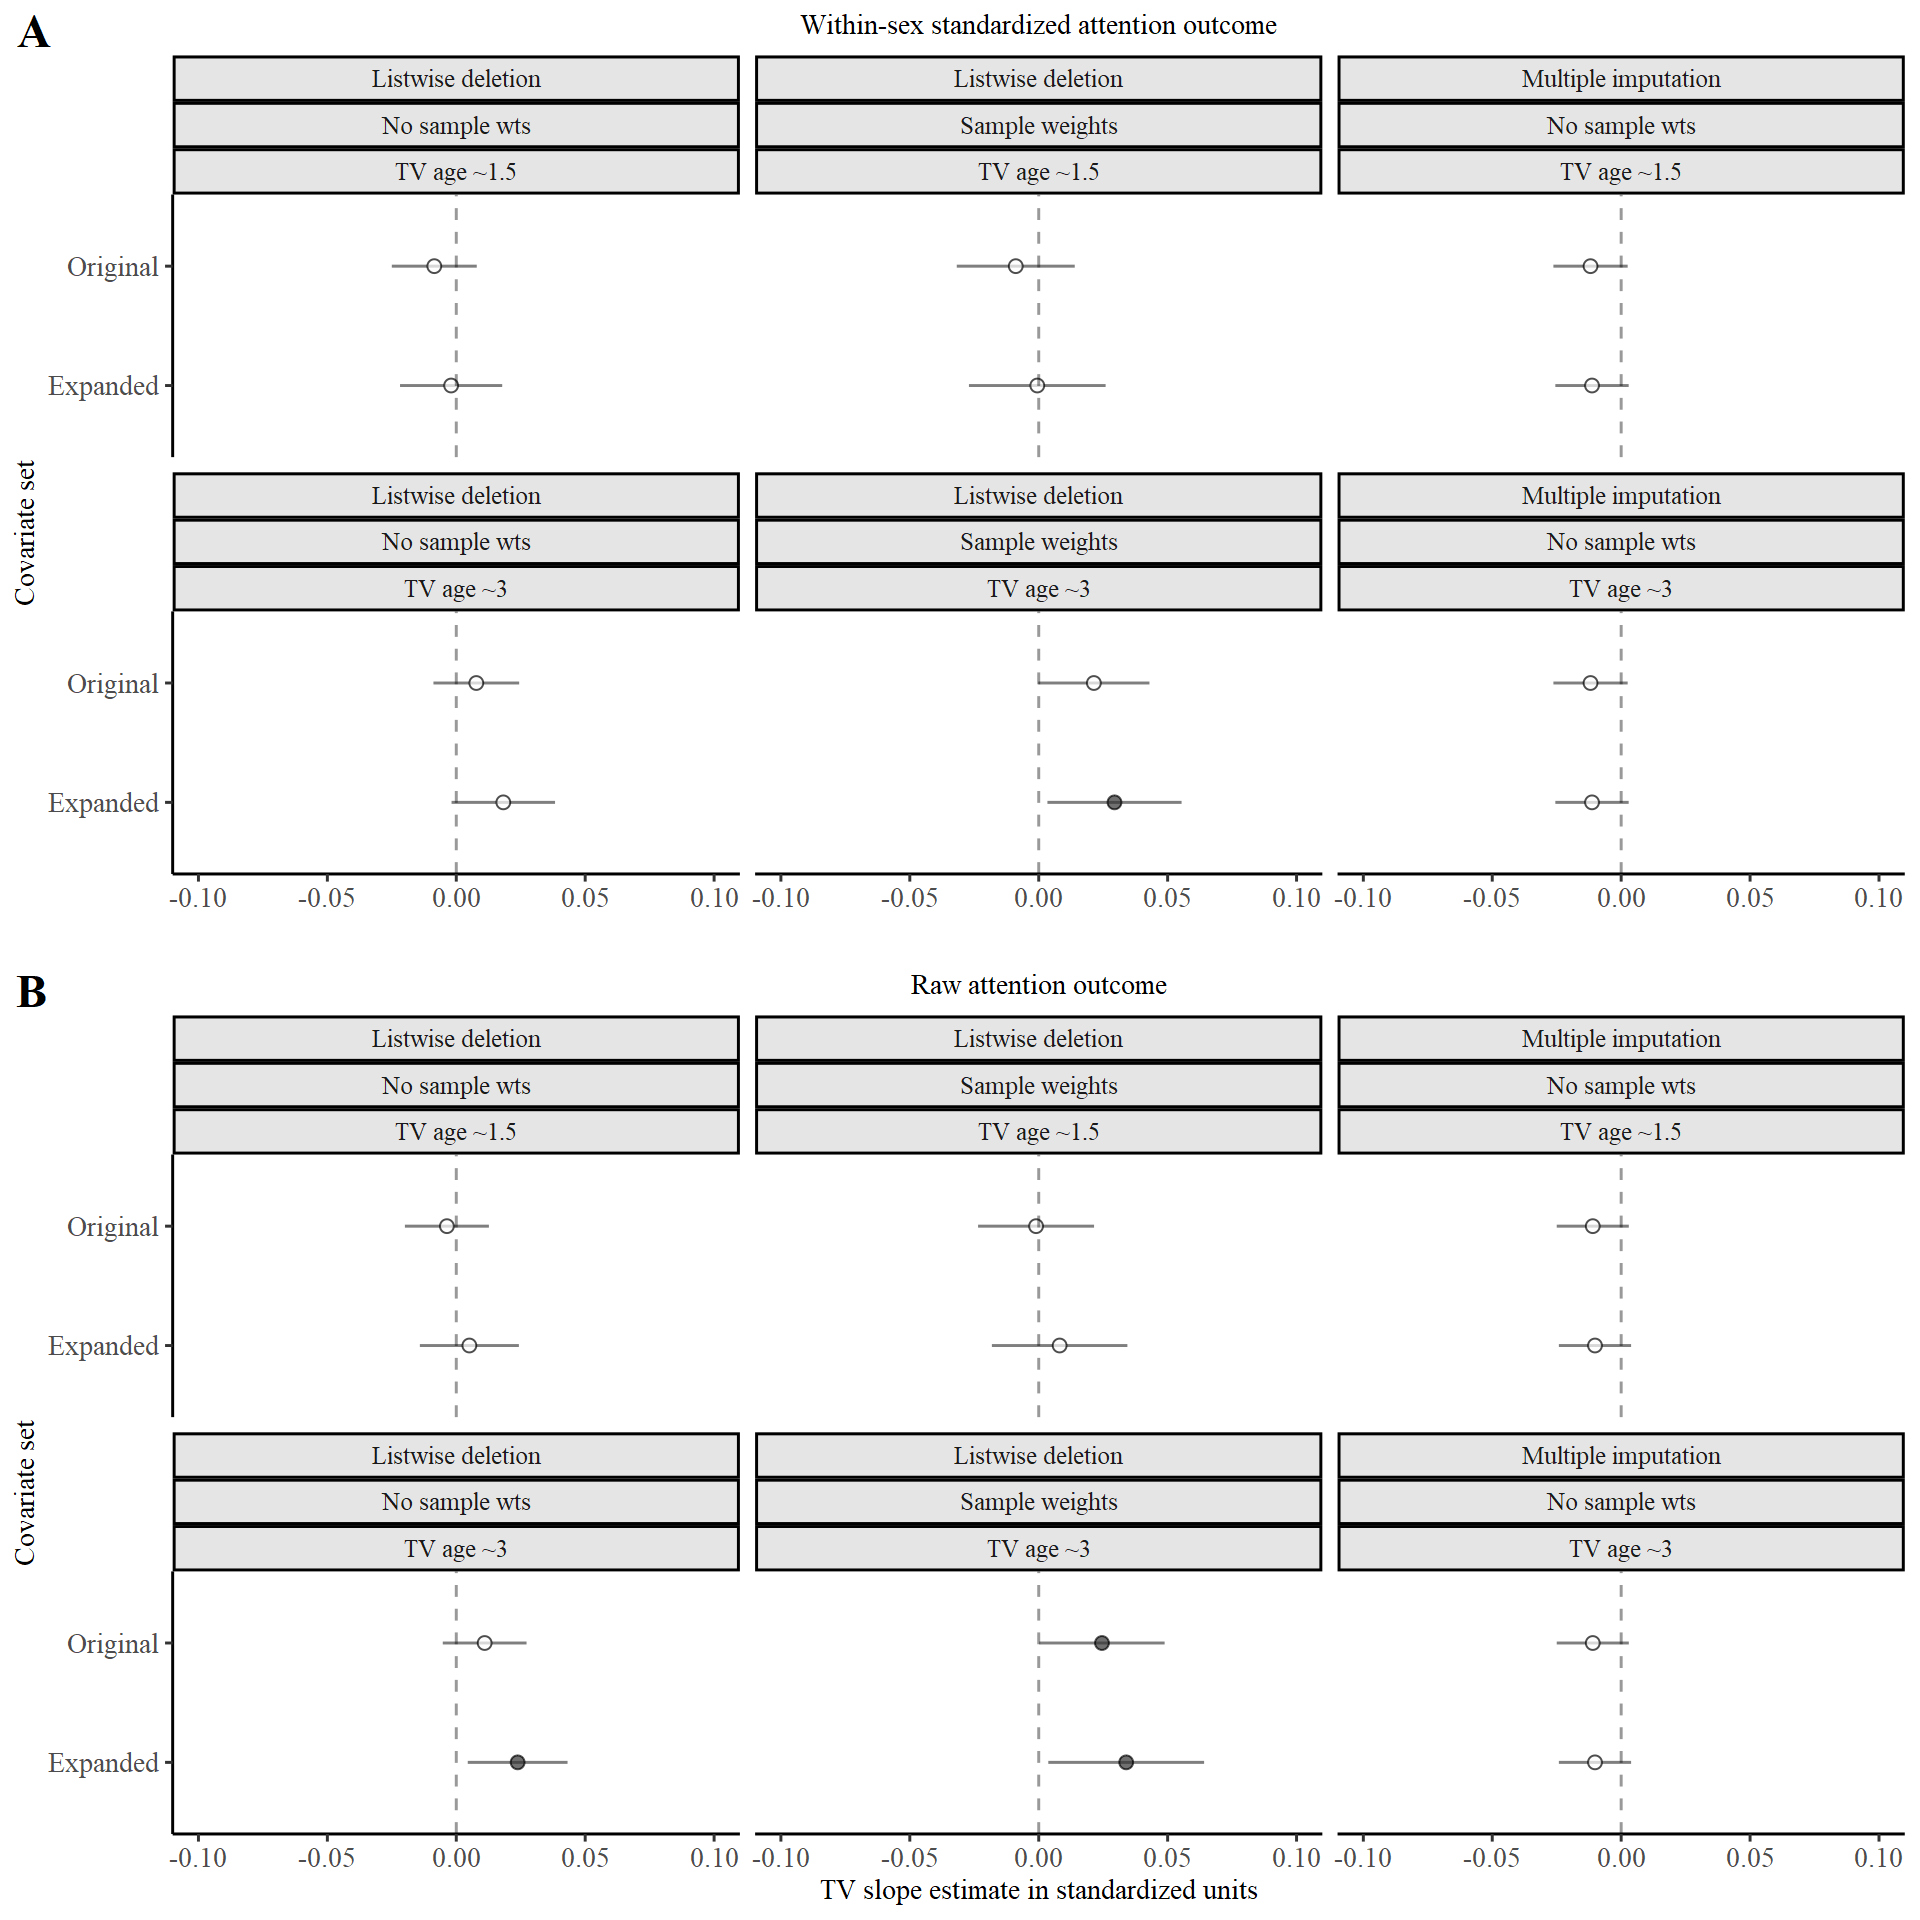 A
Within-sex standardized attention outcome
Listwise deletion Listwise deletion Multiple imputation
No sample wts Sample weights No sample wts
TV age ~1.5 TV age ~1.5 TV age ~1.5
Original
Expanded
Covariate set
Listwise deletion Listwise deletion Multiple imputation
No sample wts Sample weights No sample wts
TV age ~3 TV age ~3 TV age ~3
Original
Expanded
-0.10 -0.05 0.00 0.05 0.10 -0.10 -0.05 0.00 0.05 0.10 -0.10 -0.05 0.00 0.05 0.10
B
Raw attention outcome
Listwise deletion Listwise deletion Multiple imputation
No sample wts Sample weights No sample wts
TV age ~1.5 TV age ~1.5 TV age ~1.5
Original
Expanded
Covariate set
Listwise deletion Listwise deletion Multiple imputation
No sample wts Sample weights No sample wts
TV age ~3 TV age ~3 TV age ~3
Original
Expanded
-0.10 -0.05 0.00 0.05 0.10 -0.10 -0.05 0.00 0.05 0.10 -0.10 -0.05 0.00 0.05 0.10
TV slope estimate in standardized units